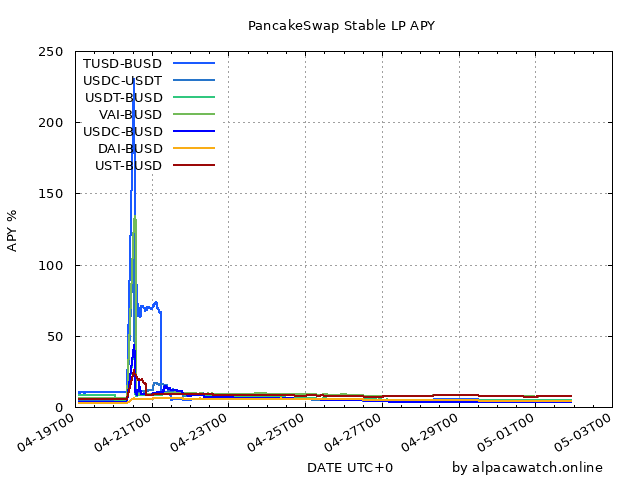 PancakeSwap Stable LP APY
250
200
150
100
50
0
APY %
TUSD-BUSD
USDC-USDT
USDT-BUSD
VAI-BUSD
USDC-BUSD
DAI-BUSD
UST-BUSD
04-19T00
04-21T00
04-23T00
04-25T00
04-27T00
04-29T00
05-01T00
05-03T00
DATE UTC+0
by alpacawatch.online